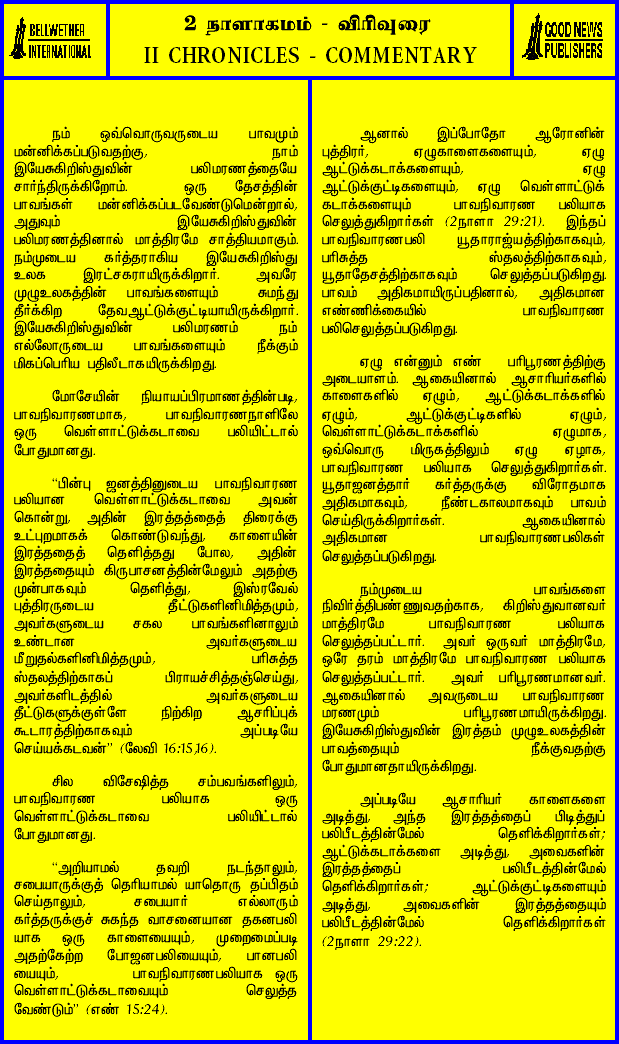 BELLWETHER
INTERNATIONAL
2 நாளாகமம் - விரிவுரை
II CHRONICLES - COMMENTARY
GOOD NEWS
PUBLISHERS
நம் ஒவ்வொருவருடைய பாவமும்
மன்னிக்கப்படுவதற்கு, நாம்
இயேசுகிறிஸ்துவின் பலிமரணத்தையே
சார்ந்திருக்கிறோம். ஒரு தேசத்தின்
பாவங்கள் மன்னிக்கப்படவேண்டுமென்றால்,
அதுவும் இயேசுகிறிஸ்துவின்
பலிமரணத்தினால் மாத்திரமே சாத்தியமாகும்.
நம்முடைய கர்த்தராகிய இயேசுகிறிஸ்து
உலக இரட்சகராயிருக்கிறார். அவரே
முழுஉலகத்தின் பாவங்களையும் சுமந்து
தீர்க்கிற தேவஆட்டுக்குட்டியாயிருக்கிறார்.
இயேசுகிறிஸ்துவின் பலிமரணம் நம்
எல்லோருடைய பாவங்களையும் நீக்கும்
மிகப்பெரிய பதிலீடாகயிருக்கிறது.
மோசேயின் நியாயப்பிரமாணத்தின்படி,
பாவநிவாரணமாக, பாவநிவாரணநாளிலே
ஒரு வெள்ளாட்டுக்கடாவை பலியிட்டால்
போதுமானது.
“பின்பு ஜனத்தினுடைய பாவநிவாரண
பலியான வெள்ளாட்டுக்கடாவை அவன்
கொன்று, அதின் இரத்தத்தைத் திரைக்கு
உட்புறமாகக் கொண்டுவந்து, காளையின்
இரத்ததைத் தெளித்தது போல, அதின்
இரத்தையும் கிருபாசனத்தின்மேலும் அதற்கு
முன்பாகவும் தெளித்து, இஸ்ரவேல்
புத்திரருடைய தீட்டுகளினிமித்தமும்,
அவர்களுடைய சகல பாவங்களினாலும்
உண்டான அவர்களுடைய
மீறுதல்களினிமித்தமும், பரிசுத்த
ஸ்தலத்திற்காகப் பிராயச்சித்தஞ்செய்து,
அவர்களிடத்தில் அவர்களுடைய
தீட்டுகளுக்குள்ளே நிற்கிற ஆசரிப்புக்
கூடாரத்திற்காகவும் அப்படியே
செய்யக்கடவன்” (லேவி 16:15,16).
சில விசேஷித்த சம்பவங்களிலும்,
பாவநிவாரண பலியாக ஒரு
வெள்ளாட்டுக்கடாவை பலியிட்டால்
போதுமானது.
“அறியாமல் தவறி நடந்தாலும்,
சபையாருக்குத் தெரியாமல் யாதொரு தப்பிதம்
செய்தாலும், சபையார் எல்லாரும்
கர்த்தருக்குச் சுகந்த வாசனையான தகனபலி
யாக ஒரு காளையையும், முறைமைப்படி
அதற்கேற்ற போஜனபலியையும், பானபலி
யையும், பாவநிவாரணபலியாக ஒரு
வெள்ளாட்டுக்கடாவையும் செலுத்த
வேண்டும்” (எண் 15:24).
ஆனால் இப்போதோ ஆரோனின்
புத்திரர், ஏழுகாளைகளையும், ஏழு
ஆட்டுக்கடாக்களையும், ஏழு
ஆட்டுக்குட்டிகளையும், ஏழு வெள்ளாட்டுக்
கடாக்களையும் பாவநிவாரண பலியாக
செலுத்துகிறார்கள் (2நாளா 29:21). இந்தப்
பாவநிவாரணபலி யூதாராஜ்யத்திற்காகவும்,
பரிசுத்த ஸ்தலத்திற்காகவும்,
யூதாதேசத்திற்காகவும் செலுத்தப்படுகிறது.
பாவம் அதிகமாயிருப்பதினால், அதிகமான
எண்ணிக்கையில் பாவநிவாரண
பலிசெலுத்தப்படுகிறது.
ஏழு என்னும் எண் பரிபூரணத்திற்கு
அடையாளம். ஆகையினால் ஆசாரியர்களில்
காளைகளில் ஏழும், ஆட்டுக்கடாக்களில்
ஏழும், ஆட்டுக்குட்டிகளில் ஏழும்,
வெள்ளாட்டுக்கடாக்களில் ஏழுமாக,
ஒவ்வொரு மிருகத்திலும் ஏழு ஏழாக,
பாவநிவாரண பலியாக செலுத்துகிறார்கள்.
யூதாஜனத்தார் கர்த்தருக்கு விரோதமாக
அதிகமாகவும், நீண்டகாலமாகவும் பாவம்
செய்திருக்கிறார்கள். ஆகையினால்
அதிகமான பாவநிவாரணபலிகள்
செலுத்தப்படுகிறது.
நம்முடைய பாவங்களை
நிவிர்த்திபண்ணுவதற்காக, கிறிஸ்துவானவர்
மாத்திரமே பாவநிவாரண பலியாக
செலுத்தப்பட்டார். அவர் ஒருவர் மாத்திரமே,
ஒரே தரம் மாத்திரமே பாவநிவாரண பலியாக
செலுத்தப்பட்டார். அவர் பரிபூரணமானவர்.
ஆகையினால் அவருடைய பாவநிவாரண
மரணமும் பரிபூரணமாயிருக்கிறது.
இயேசுகிறிஸ்துவின் இரத்தம் முழுஉலகத்தின்
பாவத்தையும் நீக்குவதற்கு
போதுமானதாயிருக்கிறது.
அப்படியே ஆசாரியர் காளைகளை
அடித்து, அந்த இரத்தத்தைப் பிடித்துப்
பலிபீடத்தின்மேல் தெளிக்கிறார்கள்;
ஆட்டுக்கடாக்களை அடித்து, அவைகளின்
இரத்தத்தைப் பலிபீடத்தின்மேல்
தெளிக்கிறார்கள்; ஆட்டுக்குட்டிகளையும்
அடித்து, அவைகளின் இரத்தத்தையும்
பலிபீடத்தின்மேல் தெளிக்கிறார்கள்
(2நாளா 29:22).